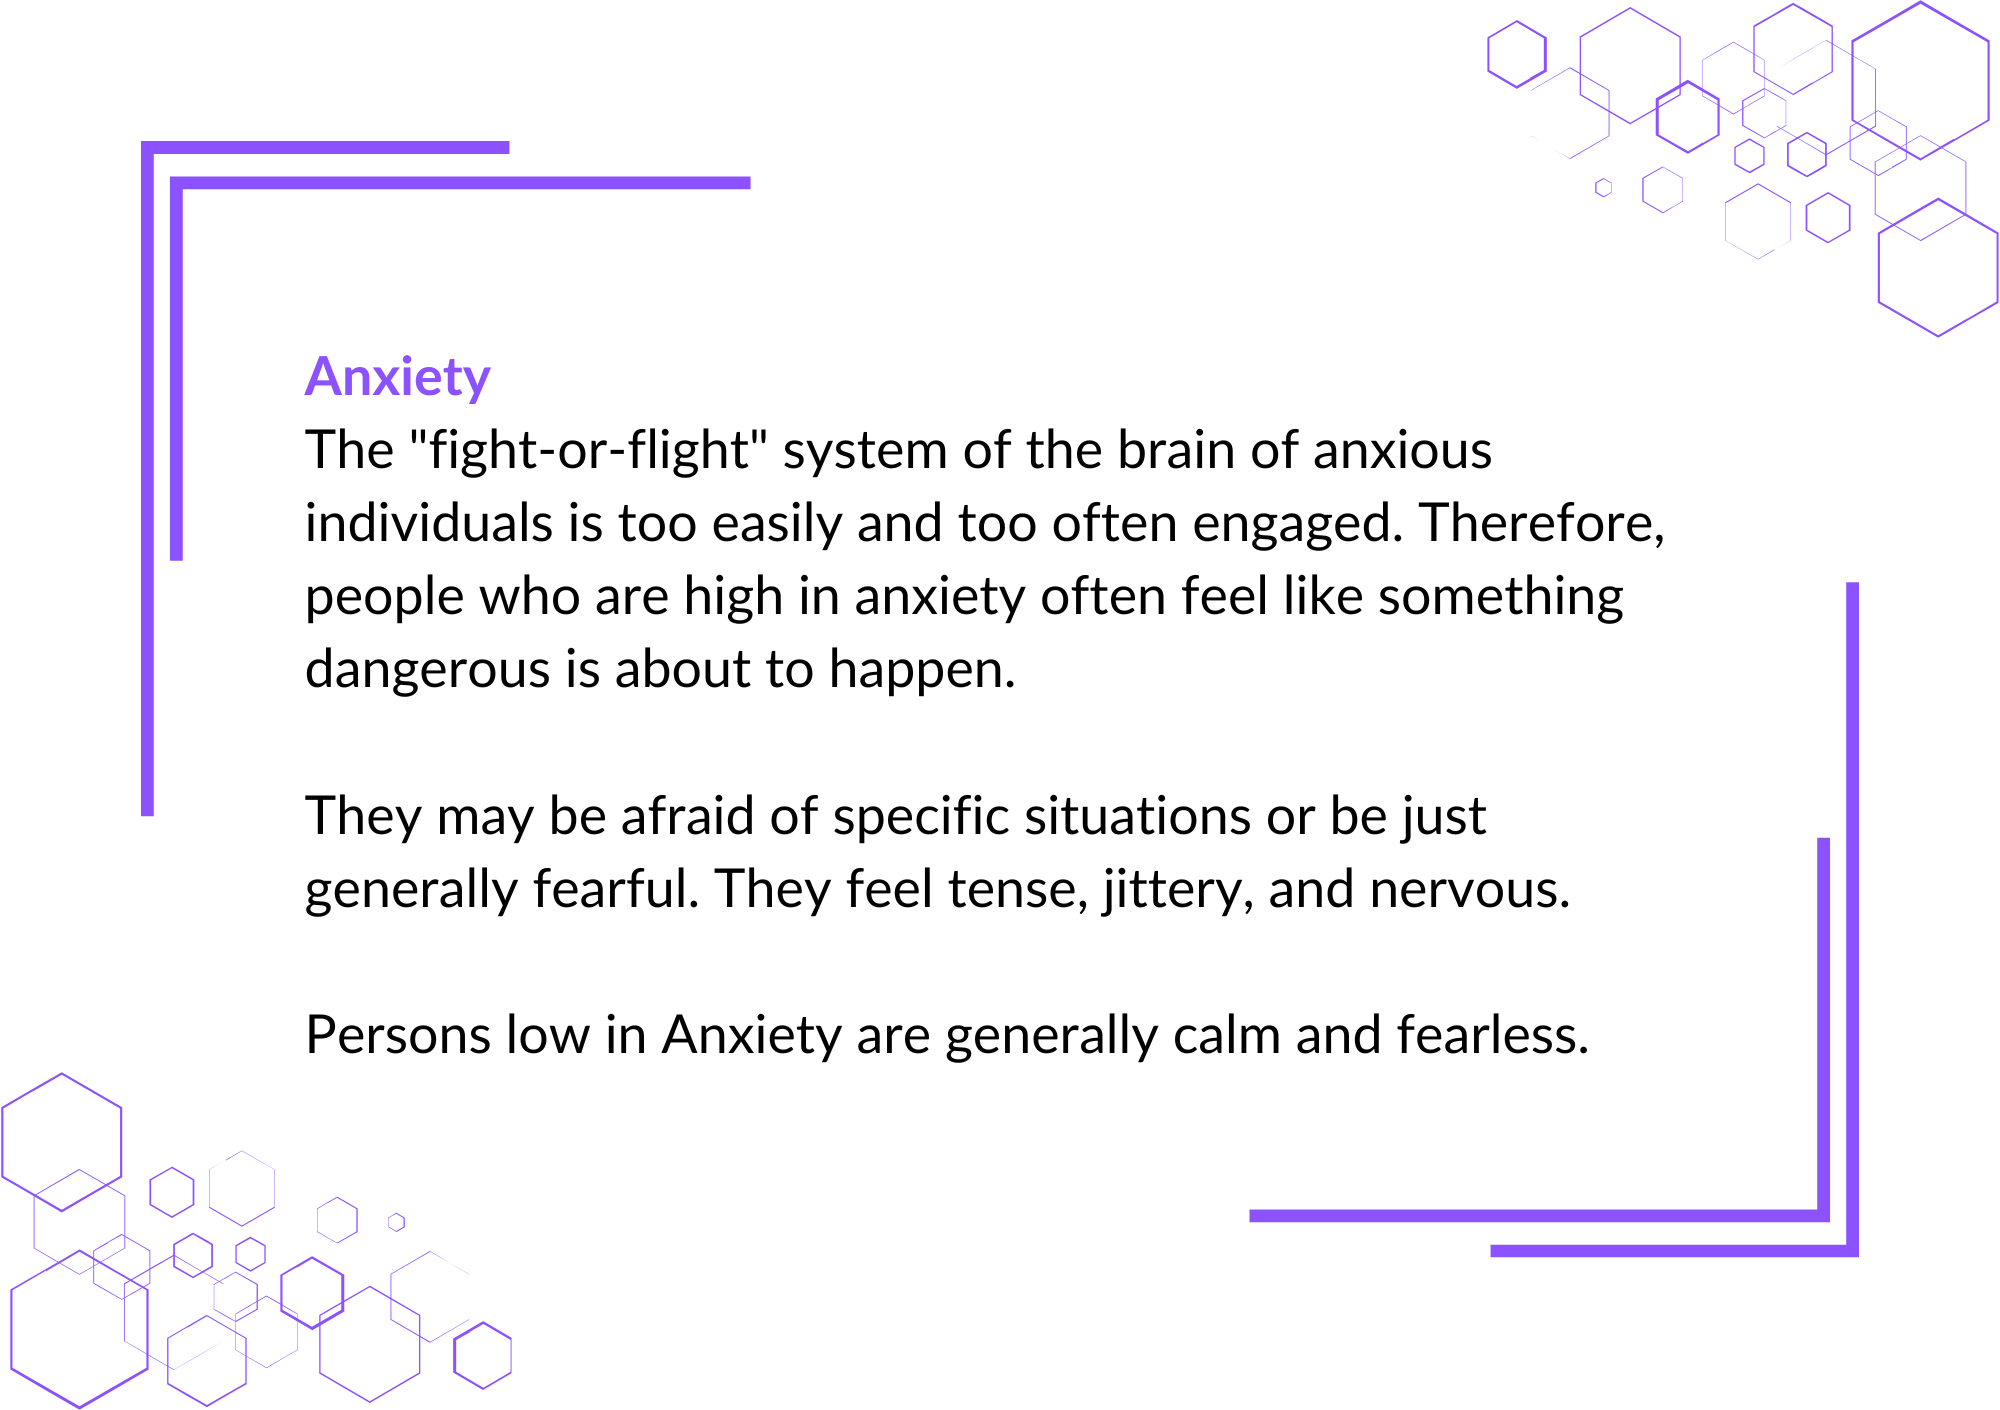 Anxiety
The "fight-or-flight" system of the brain of anxious
individuals is too easily and too often engaged. Therefore,
people who are high in anxiety often feel like something
dangerous is about to happen.
They may be afraid of specific situations or be just
generally fearful. They feel tense, jittery, and nervous.
Persons low in Anxiety are generally calm and fearless.